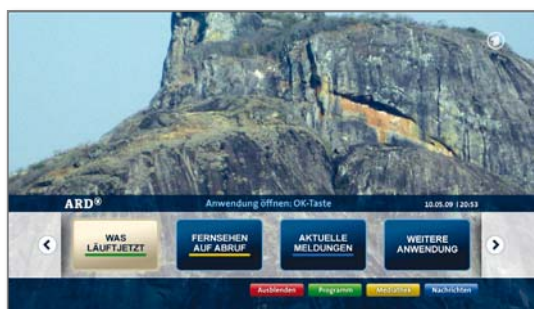 ARD®
Anwendung öffnen: OK-Taste
10.05.09 | 20:53
WAS
LÄUFTJETZT
FERNSEHEN
AUF ABRUF
AKTUELLE
MELDUNGEN
WEITERE
ANWENDUNG
Ausblenden
Programm
Mediathek
Nachrichten